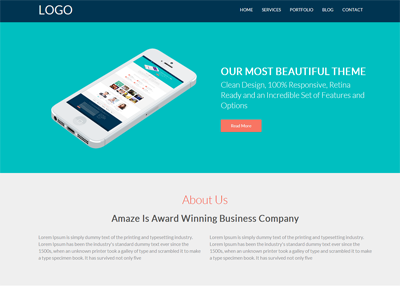 LOGO
HOME SERVICES PORTFOLIO BLOG CONTACT
OUR MOST BEAUTIFUL THEME
Clean Design, 100% Responsive, Retina
Ready and an Incredible Set of Features and
Options
Read More
About Us
Amaze Is Award Winning Business Company
Lorem Ipsum is simply dummy text of the printing and typesetting
industry. Lorem Ipsum has been the industry's standard dummy text ever since the
1500s, when an unknown printer took a galley of type and scrambled it to
make a type specimen book. It has survived not only five
Lorem Ipsum is simply dummy text of the printing and typesetting industry.
Lorem Ipsum has been the industry's standard dummy text ever since the
1500s, when an unknown printer took a galley of type and scrambled it to
make a type specimen book. It has survived not only five